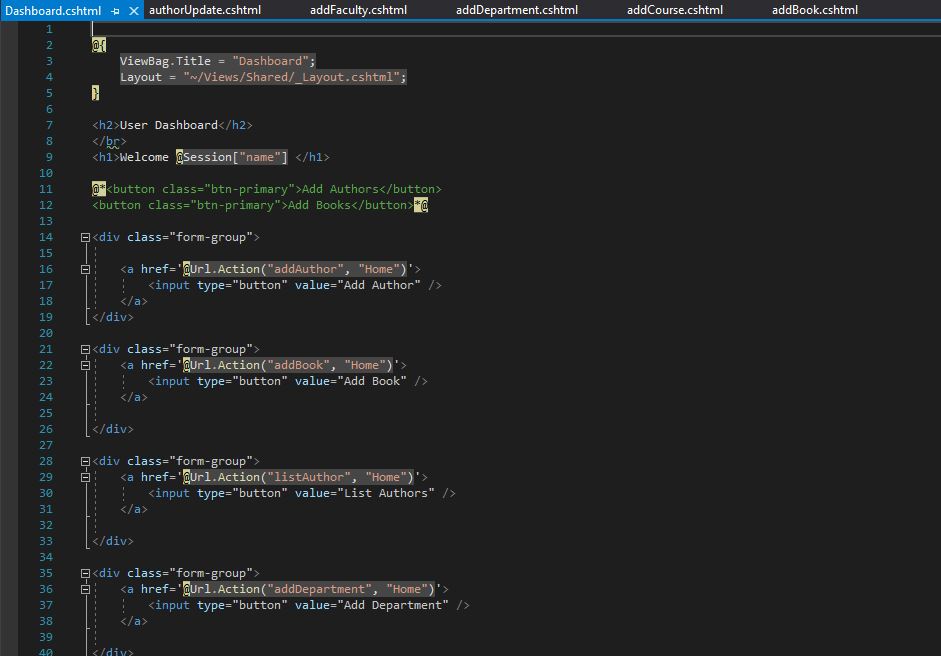 Dashboard.cshtml authorUpdate.cshtml addFaculty.cshtml addDepartment.cshtml addCourse.cshtml addBook.cshtml
1
2 @{
3 ViewBag.Title = "Dashboard";
4 Layout = "~/Views/Shared/_Layout.cshtml";
5 }
6
7 <h2>User Dashboard</h2>
8 </br>
9 <h1>Welcome @Session["name"] </h1>
10
11 @*<button class="btn-primary">Add Authors</button>
12 <button class="btn-primary">Add Books</button>*@
13
14 <div class="form-group">
15
16 <a href='@Url.Action("addAuthor", "Home")'>
17 <input type="button" value="Add Author" />
18 </a>
19 </div>
20
21 <div class="form-group">
22 <a href='@Url.Action("addBook", "Home")'>
23 <input type="button" value="Add Book" />
24 </a>
25
26 </div>
27
28 <div class="form-group">
29 <a href='@Url.Action("listAuthor", "Home")'>
30 <input type="button" value="List Authors" />
31 </a>
32
33 </div>
34
35 <div class="form-group">
36 <a href='@Url.Action("addDepartment", "Home")'>
37 <input type="button" value="Add Department" />
38 </a>
39
40 </div>